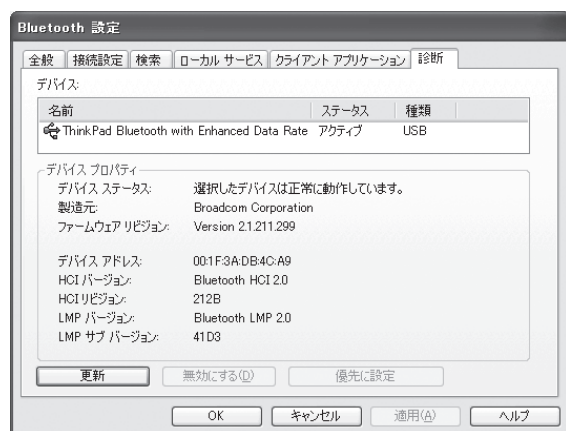 Bluetooth 設定
全般 接続設定 検索 ローカル サービス クライアント アプリケーション 診断
デバイス:
名前 ステータス 種類
ThinkPad Bluetooth with Enhanced Data Rate アクティブ USB
デバイス プロパティ
デバイス ステータス: 選択したデバイスは正常に動作しています。
製造元: Broadcom Corporation
ファームウェア リビジョン: Version 2.1.211.299
デバイス アドレス: 00:1F:3A:DB:4C:A9
HCI バージョン: Bluetooth HCI 2.0
HCI リビジョン: 212B
LMP バージョン: Bluetooth LMP 2.0
LMP サブ バージョン: 41D3
更新 無効にする(D) 優先に設定
OK キャンセル 適用(A) ヘルプ